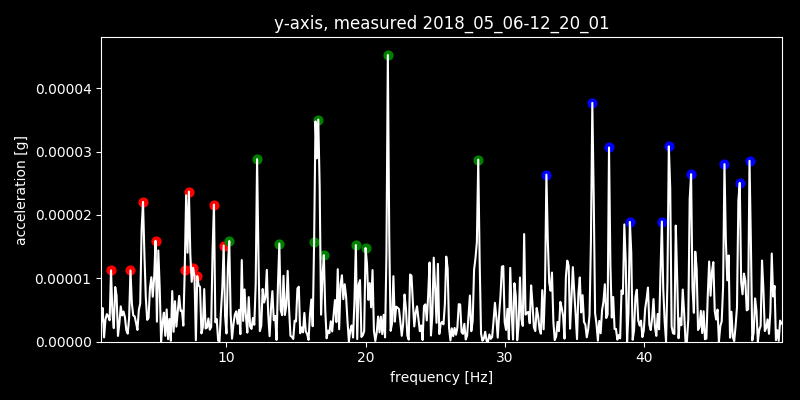 y-axis, measured 2018_05_06-12_20_01
0.00004
0.00003
0.00002
0.00001
0.00000
acceleration [g]
10 20 30 40
frequency [Hz]